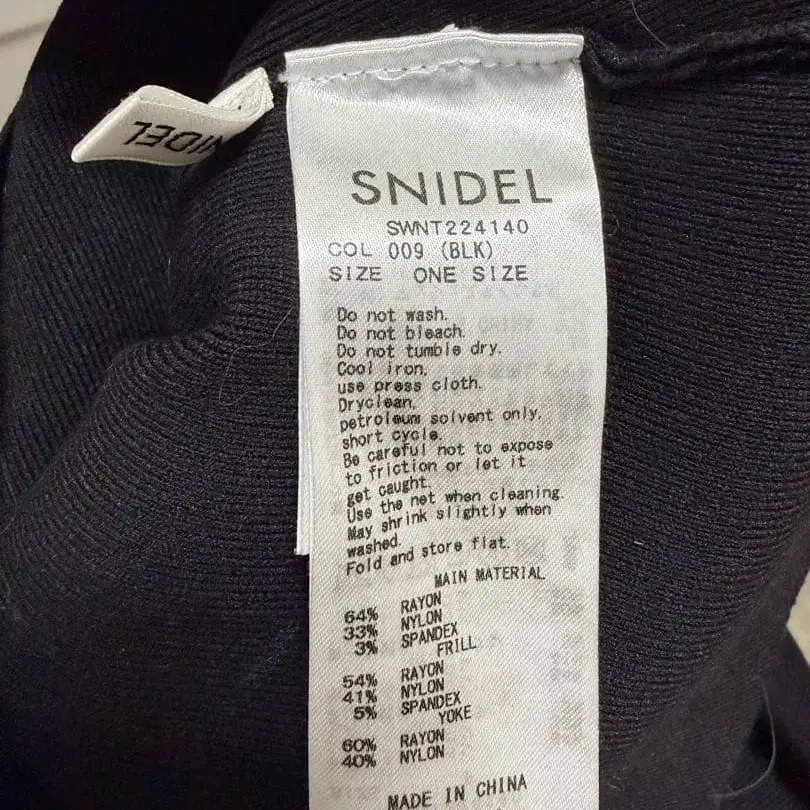 SNIDEL
SWNT224140
COL 009 (BLK)
SIZE ONE SIZE
Do not wash.
Do not bleach.
Do not tumble dry.
Cool iron.
use press cloth.
Dryclean.
petroleum solvent only.
short cycle.
Be careful not to expose
to friction or let it
get caught.
Use the net when cleaning.
May shrink slightly when
washed.
Fold and store flat.
MAIN MATERIAL
64% RAYON
33% NYLON
3% SPANDEX
FRILL
54% RAYON
41% NYLON
5% SPANDEX
YOKE
60% RAYON
40% NYLON
MADE IN CHINA